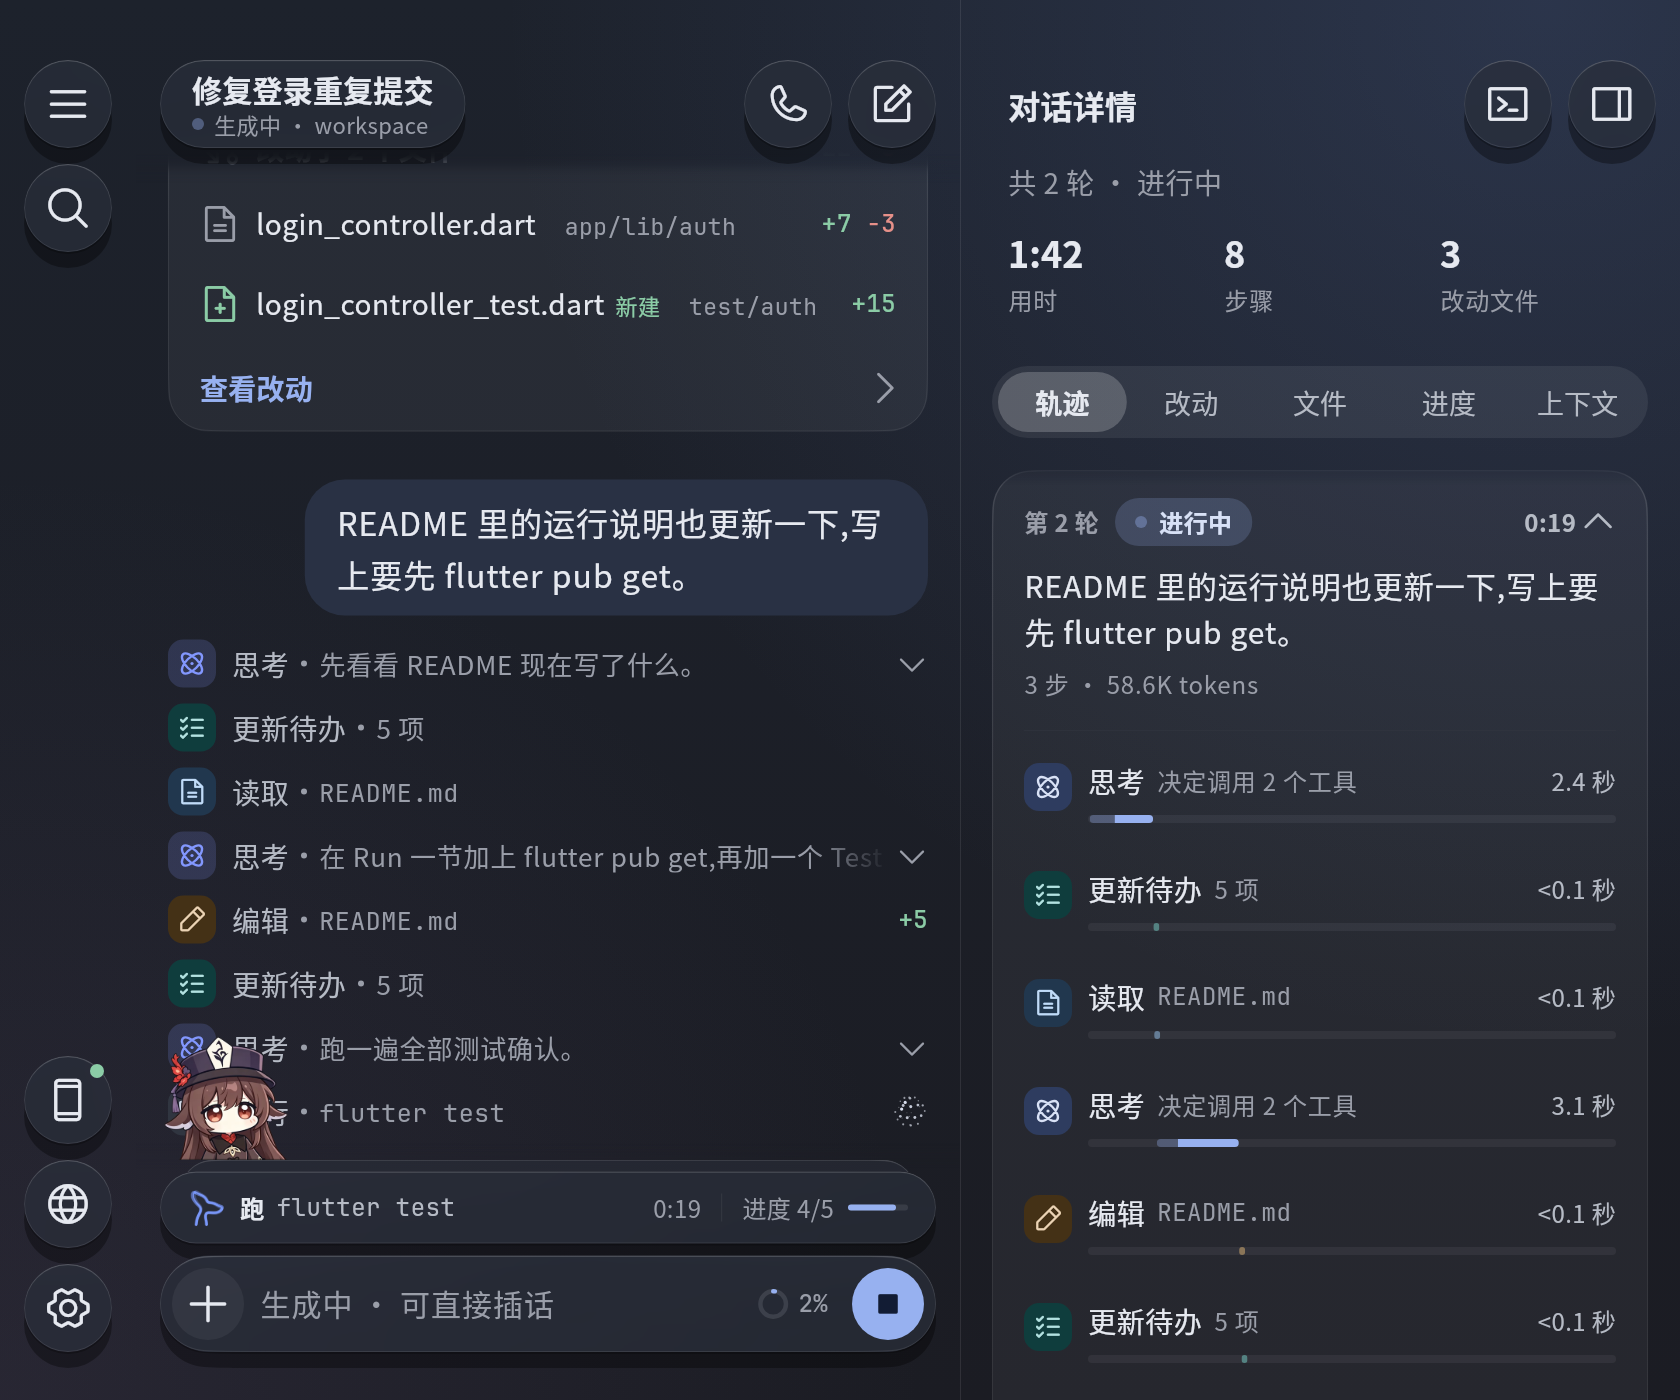 修复登录重复提交
生成中 • workspace
login_controller.dart app/lib/auth +7 -3
login_controller_test.dart 新建 test/auth +15
查看改动
README 里的运行说明也更新一下,写
上要先 flutter pub get。
思考 • 先看看 README 现在写了什么。
更新待办 • 5 项
读取 • README.md
思考 • 在 Run 一节加上 flutter pub get,再加一个 Test
编辑 • README.md +5
更新待办 • 5 项
思考 • 跑一遍全部测试确认。
• flutter test
跑 flutter test 0:19 进度 4/5
生成中 • 可直接插话 2%
对话详情
共 2 轮 • 进行中
1:42 8 3
用时 步骤 改动文件
轨迹 改动 文件 进度 上下文
第 2 轮 进行中 0:19
README 里的运行说明也更新一下,写上要
先 flutter pub get。
3 步 • 58.6K tokens
思考 决定调用 2 个工具 2.4 秒
更新待办 5 项 <0.1 秒
读取 README.md <0.1 秒
思考 决定调用 2 个工具 3.1 秒
编辑 README.md <0.1 秒
更新待办 5 项 <0.1 秒